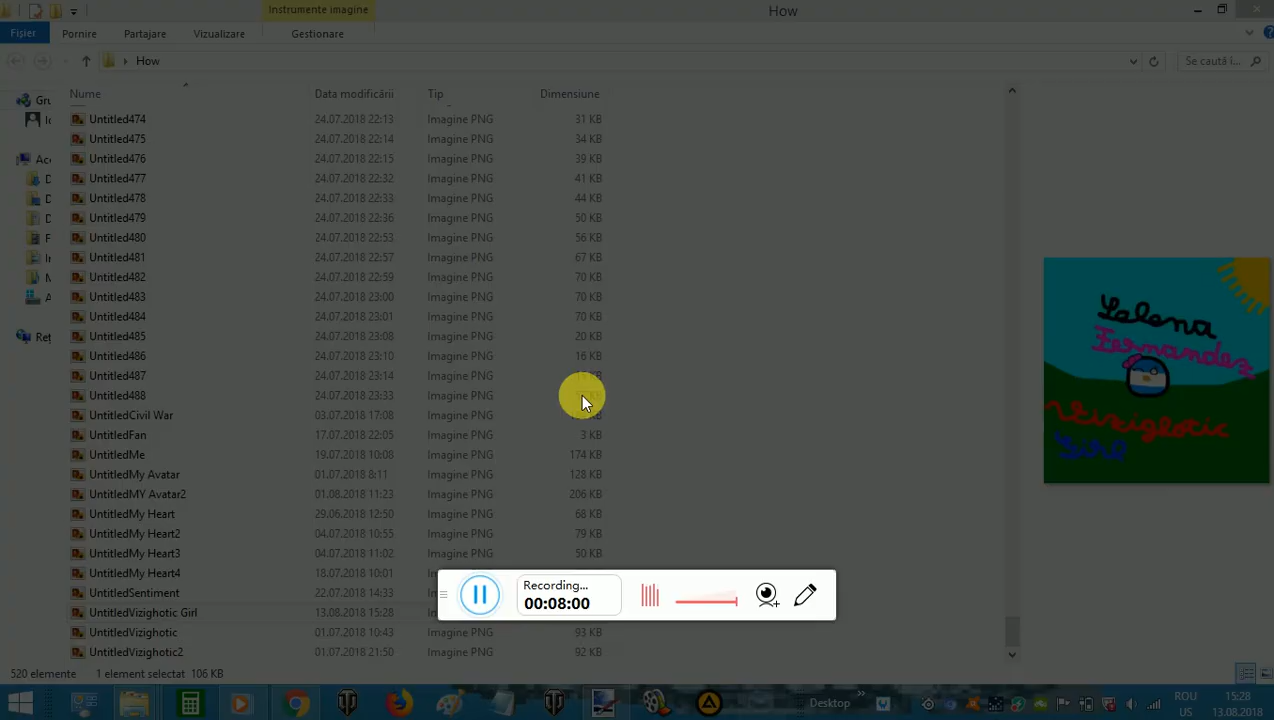 Instrumente imagine
How
Fișier
Pornire
Partajare
Vizualizare
Gestionare
How
Se caută î...
Nume
Data modificării
Tip
Dimensiune
Gru
Untitled474 24.07.2018 22:13 Imagine PNG 31 KB
Untitled475 24.07.2018 22:14 Imagine PNG 34 KB
Untitled476 24.07.2018 22:15 Imagine PNG 39 KB
Untitled477 24.07.2018 22:32 Imagine PNG 41 KB
Untitled478 24.07.2018 22:33 Imagine PNG 44 KB
Untitled479 24.07.2018 22:36 Imagine PNG 50 KB
Untitled480 24.07.2018 22:53 Imagine PNG 56 KB
Untitled481 24.07.2018 22:57 Imagine PNG 67 KB
Untitled482 24.07.2018 22:59 Imagine PNG 70 KB
Untitled483 24.07.2018 23:00 Imagine PNG 70 KB
Untitled484 24.07.2018 23:01 Imagine PNG 70 KB
Untitled485 24.07.2018 23:08 Imagine PNG 20 KB
Untitled486 24.07.2018 23:10 Imagine PNG 16 KB
Untitled487 24.07.2018 23:14 Imagine PNG
Untitled488 24.07.2018 23:33 Imagine PNG
UntitledCivil War 03.07.2018 17:08 Imagine PNG
UntitledFan 17.07.2018 22:05 Imagine PNG 3 KB
UntitledMe 19.07.2018 10:08 Imagine PNG 174 KB
UntitledMy Avatar 01.07.2018 8:11 Imagine PNG 128 KB
UntitledMY Avatar2 01.08.2018 11:23 Imagine PNG 206 KB
UntitledMy Heart 29.06.2018 12:50 Imagine PNG 68 KB
UntitledMy Heart2 04.07.2018 10:55 Imagine PNG 79 KB
UntitledMy Heart3 04.07.2018 11:02 Imagine PNG 50 KB
UntitledMy Heart4 18.07.2018 10:01 Imagine PNG
UntitledSentiment 22.07.2018 14:33 Imagine PNG
UntitledVizighotic Girl 13.08.2018 15:28 Imagine PNG
UntitledVizighotic 01.07.2018 10:43 Imagine PNG 93 KB
UntitledVizighotic2 01.07.2018 21:50 Imagine PNG 92 KB
Ace
Reț
Recording...
00:08:00
Fernandez
Vizighotic
Girl
520 elemente
1 element selectat 106 KB
Desktop
ROU
US
15:28
13.08.2018